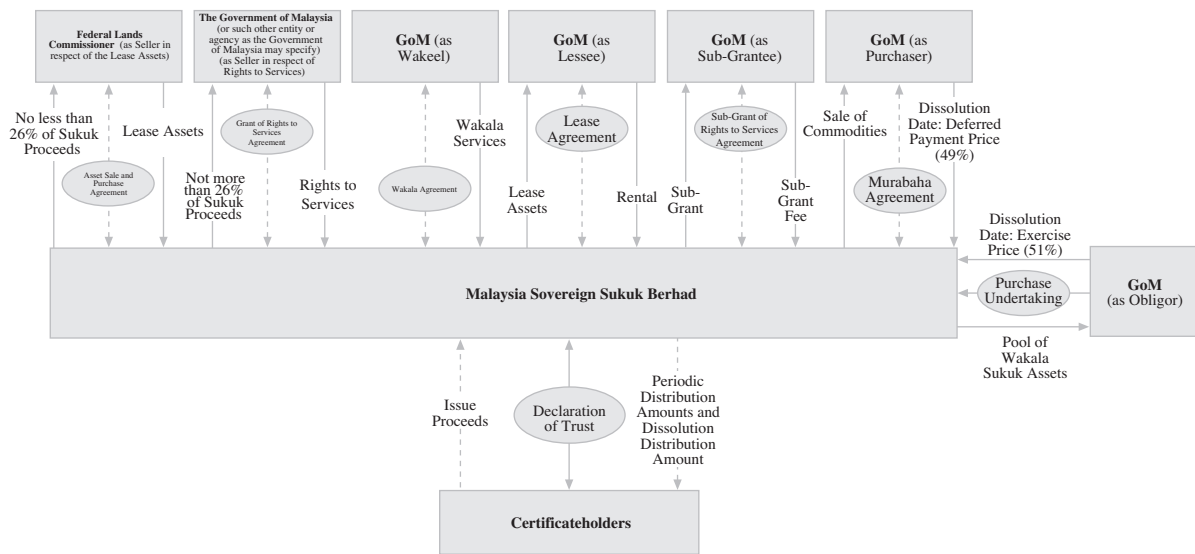 Federal Lands
Commissioner (as Seller in
respect of the Lease Assets)
The Government of Malaysia
(or such other entity or
agency as the Government
of Malaysia may specify)
(as Seller in respect of
Rights to Services)
GoM (as
Wakeel)
GoM (as
Lessee)
GoM (as
Sub-Grantee)
GoM (as
Purchaser)
No less than
26% of Sukuk
Proceeds
Asset Sale and
Purchase
Agreement
Lease Assets
Not more
than 26%
of Sukuk
Proceeds
Grant of Rights to
Services
Agreement
Rights to
Services
Wakala Agreement
Wakala
Services
Lease
Assets
Lease
Agreement
Rental
Sub-
Grant
Sub-Grant of
Rights to Services
Agreement
Sub-
Grant
Fee
Sale of
Commodities
Murabaha
Agreement
Dissolution
Date: Deferred
Payment Price
(49%)
Malaysia Sovereign Sukuk Berhad
Dissolution
Date: Exercise
Price (51%)
Purchase
Undertaking
GoM
(as Obligor)
Pool of
Wakala
Sukuk Assets
Issue
Proceeds
Declaration
of Trust
Periodic
Distribution
Amounts and
Dissolution
Distribution
Amount
Certificateholders